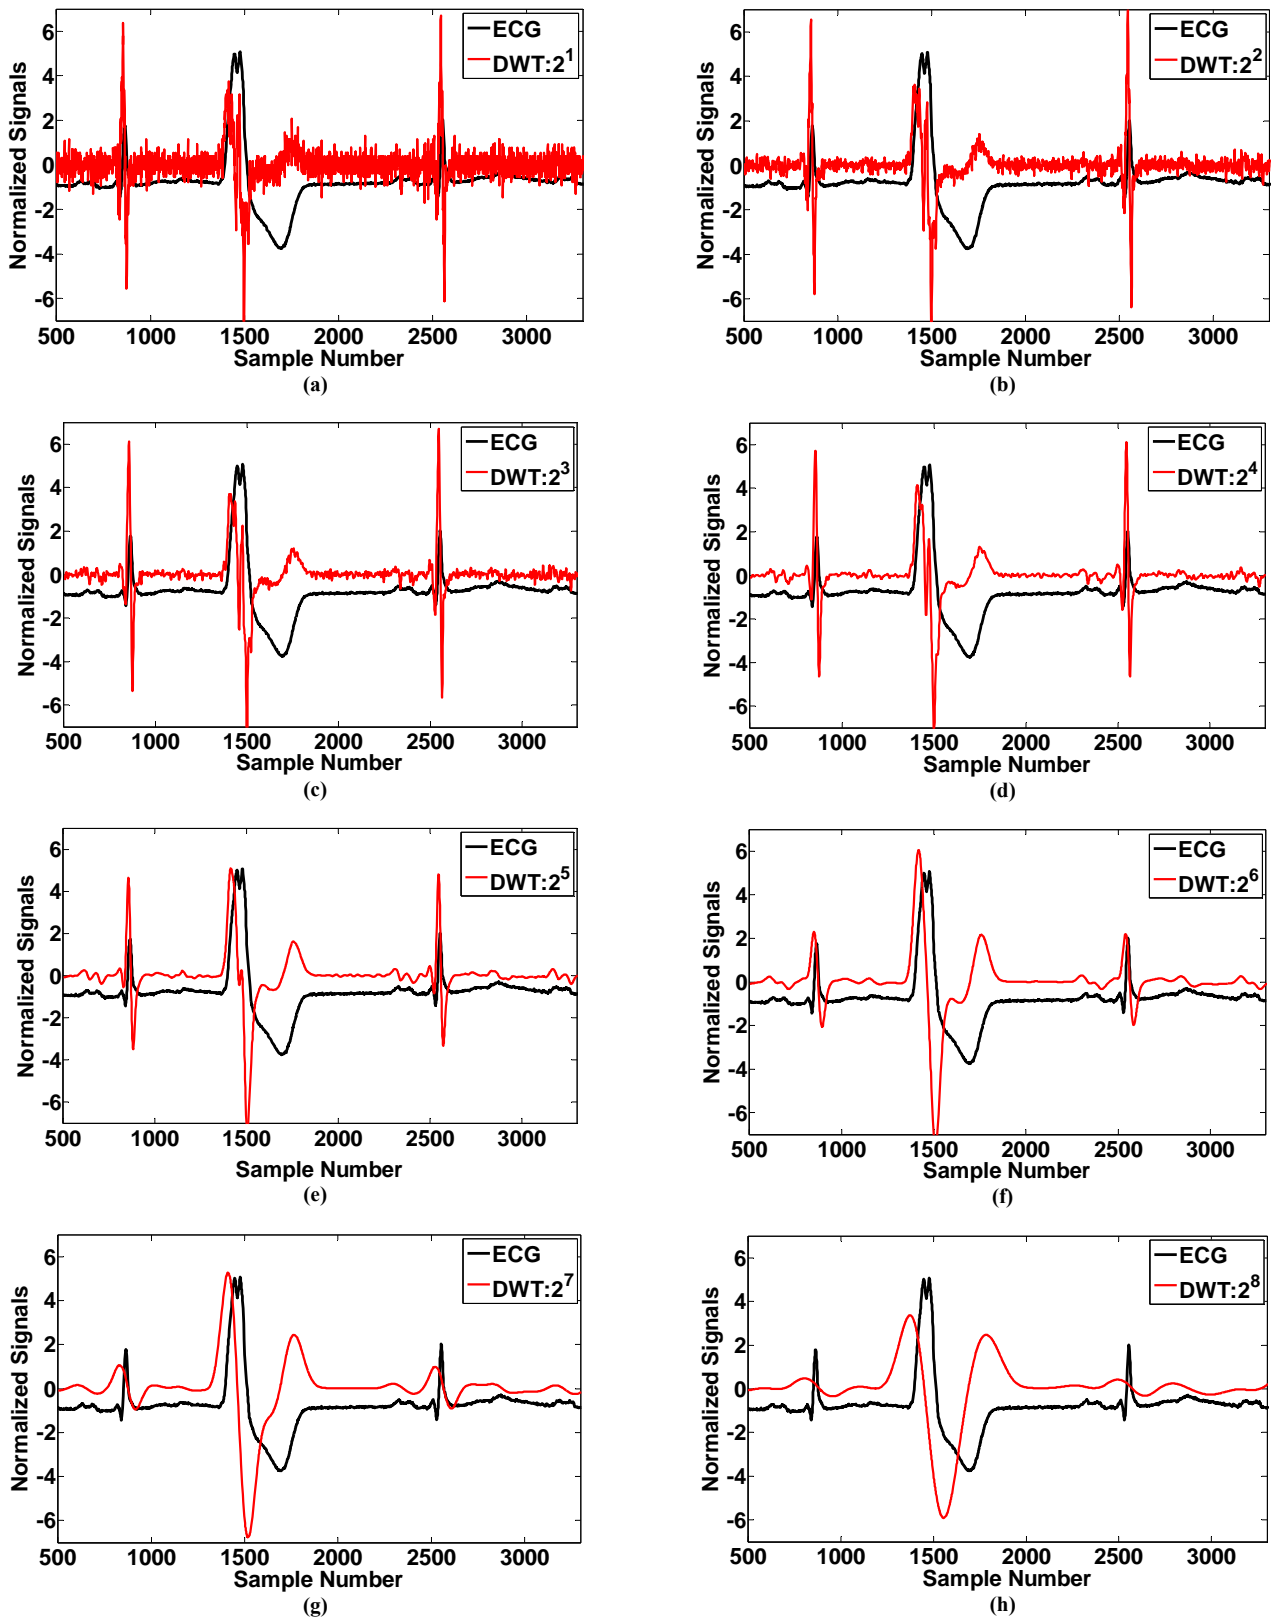 6
4
2
0
-2
-4
-6
Normalized Signals
ECG
DWT:2^1
500 1000 1500 2000 2500 3000
Sample Number
(a)
6
4
2
0
-2
-4
-6
Normalized Signals
ECG
DWT:2^2
500 1000 1500 2000 2500 3000
Sample Number
(b)
6
4
2
0
-2
-4
-6
Normalized Signals
ECG
DWT:2^3
500 1000 1500 2000 2500 3000
Sample Number
(c)
6
4
2
0
-2
-4
-6
Normalized Signals
ECG
DWT:2^4
500 1000 1500 2000 2500 3000
Sample Number
(d)
6
4
2
0
-2
-4
-6
Normalized Signals
ECG
DWT:2^5
500 1000 1500 2000 2500 3000
Sample Number
(e)
6
4
2
0
-2
-4
-6
Normalized Signals
ECG
DWT:2^6
500 1000 1500 2000 2500 3000
Sample Number
(f)
6
4
2
0
-2
-4
-6
Normalized Signals
ECG
DWT:2^7
500 1000 1500 2000 2500 3000
Sample Number
(g)
6
4
2
0
-2
-4
-6
Normalized Signals
ECG
DWT:2^8
500 1000 1500 2000 2500 3000
Sample Number
(h)